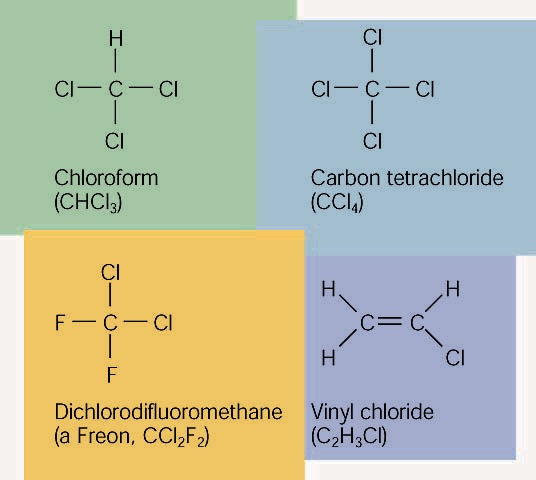 H
Cl — C — Cl
Cl
Chloroform
(CHCl₃)
Cl
Cl — C — Cl
Cl
Carbon tetrachloride
(CCl₄)
Cl
F — C — Cl
F
Dichlorodifluoromethane
(a Freon, CCl₂F₂)
H H
C = C
H Cl
Vinyl chloride
(C₂H₃Cl)